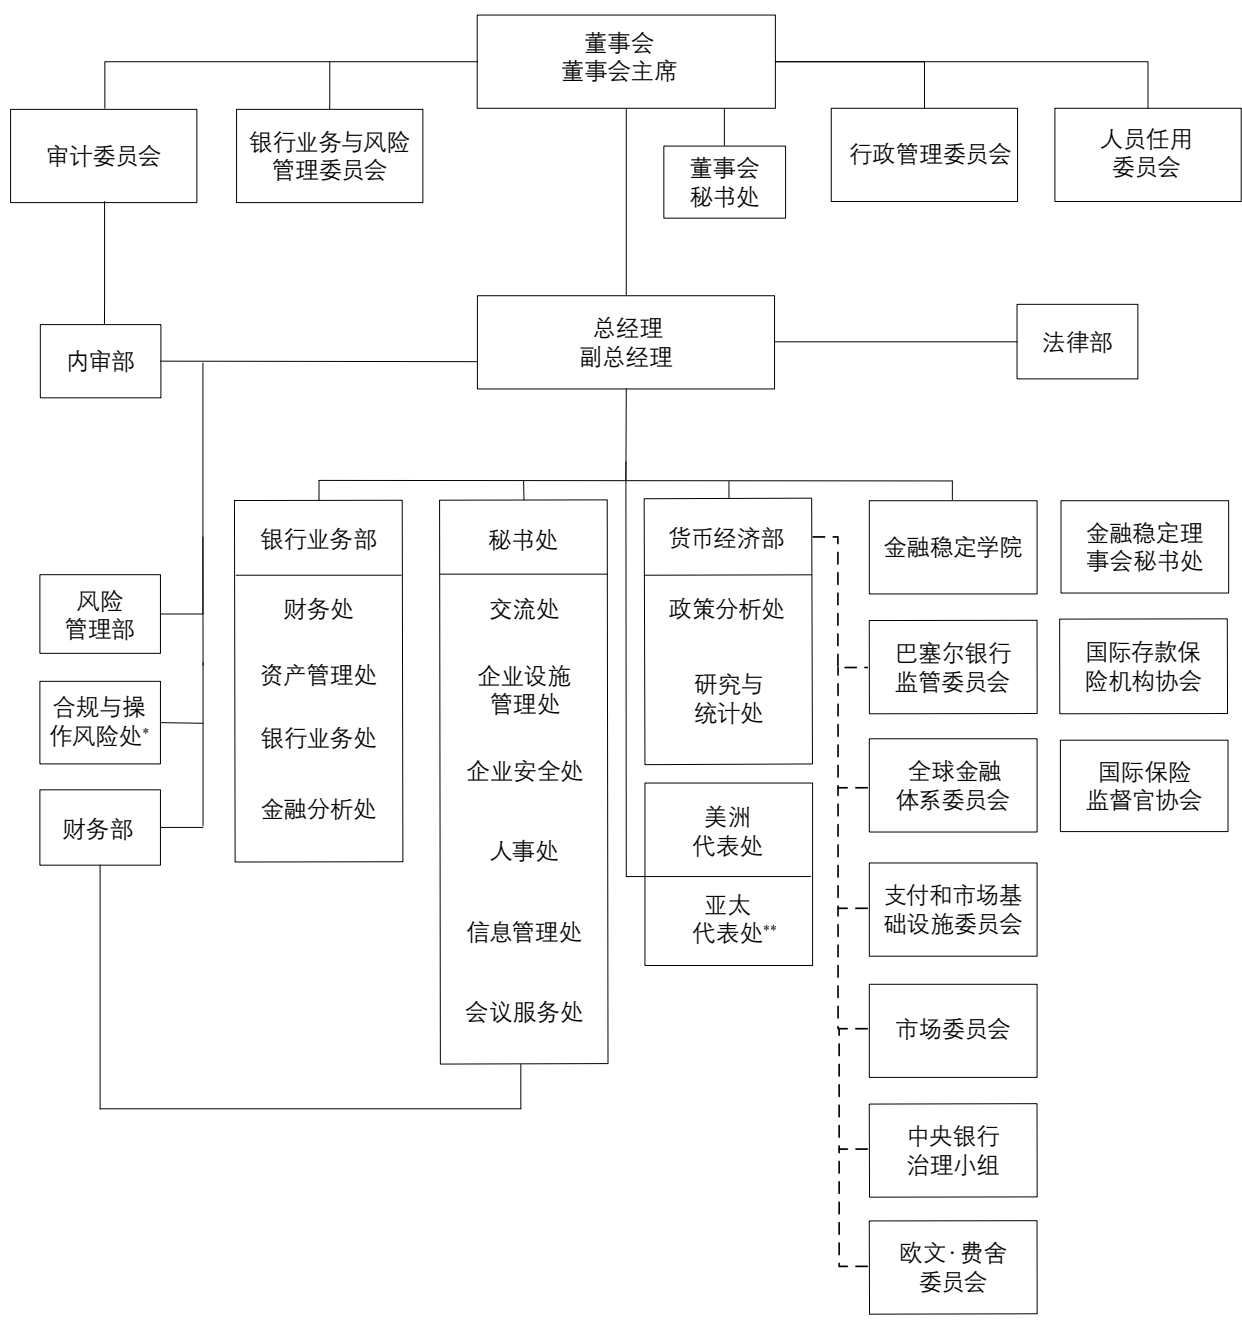 董事会
董事会主席
审计委员会
银行业务与风险
管理委员会
董事会
秘书处
行政管理委员会
人员任用
委员会
总经理
副总经理
内审部
法律部
风险
管理部
合规与操
作风险处*
财务部
银行业务部
财务处
资产管理处
银行业务处
金融分析处
秘书处
交流处
企业设施
管理处
企业安全处
人事处
信息管理处
会议服务处
货币经济部
政策分析处
研究与
统计处
美洲
代表处
亚太
代表处**
金融稳定学院
巴塞尔银行
监管委员会
全球金融
体系委员会
支付和市场基
础设施委员会
市场委员会
中央银行
治理小组
欧文·费舍
委员会
金融稳定理
事会秘书处
国际存款保
险机构协会
国际保险
监督官协会